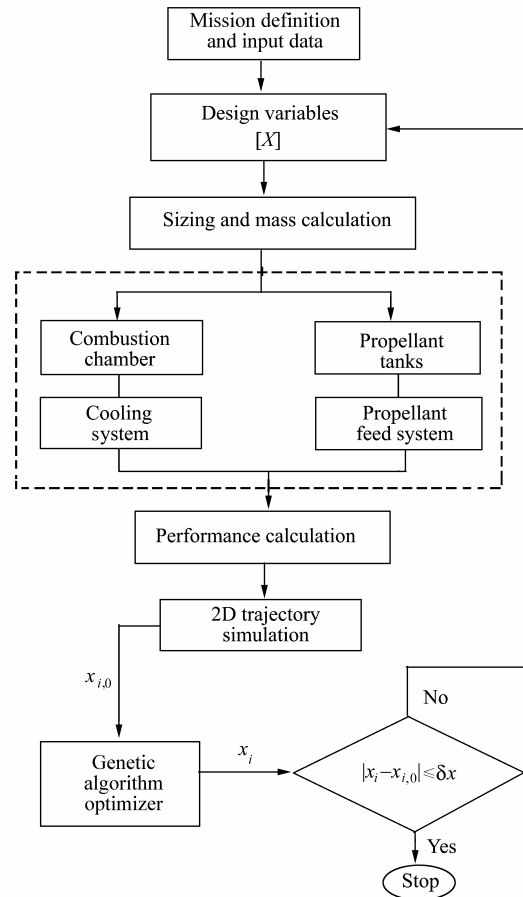 Mission definition
and input data
Design variables
[X]
Sizing and mass calculation
Combustion
chamber
Propellant
tanks
Cooling
system
Propellant
feed system
Performance calculation
2D trajectory
simulation
x_{i,0}
No
Genetic
algorithm
optimizer
x_i
|x_i−x_{i,0}|⩽δx
Yes
Stop